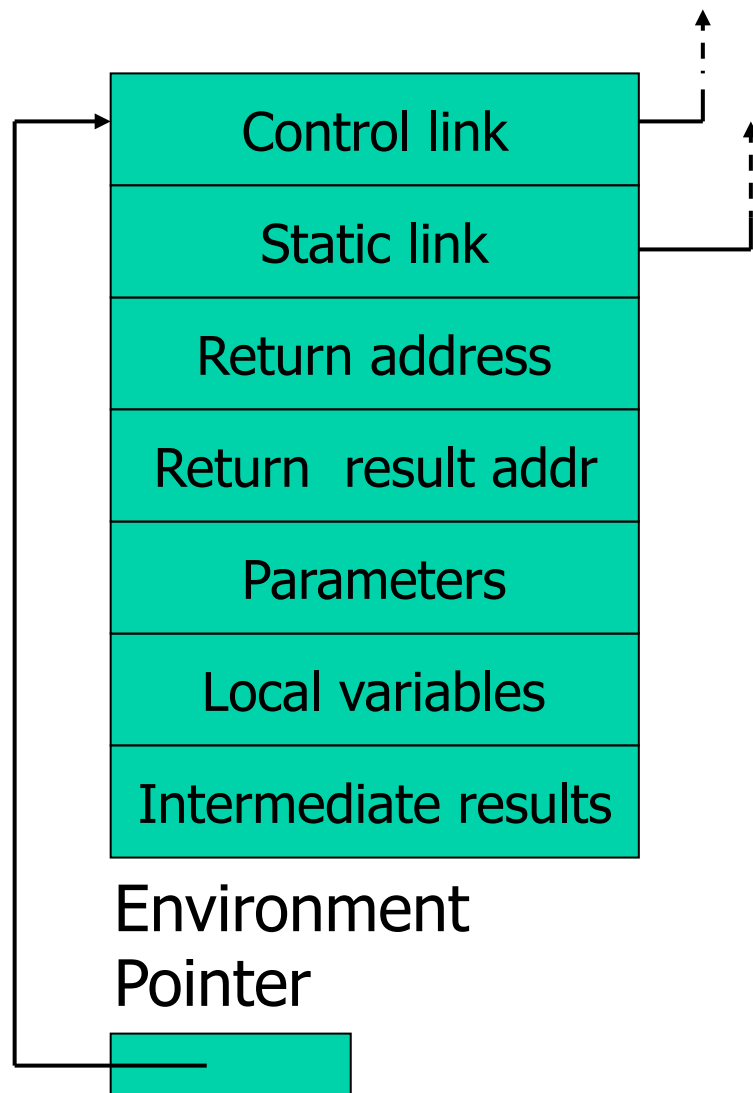 Control link
Static link
Return address
Return  result addr
Parameters
Local variables
Intermediate results
Environment
Pointer